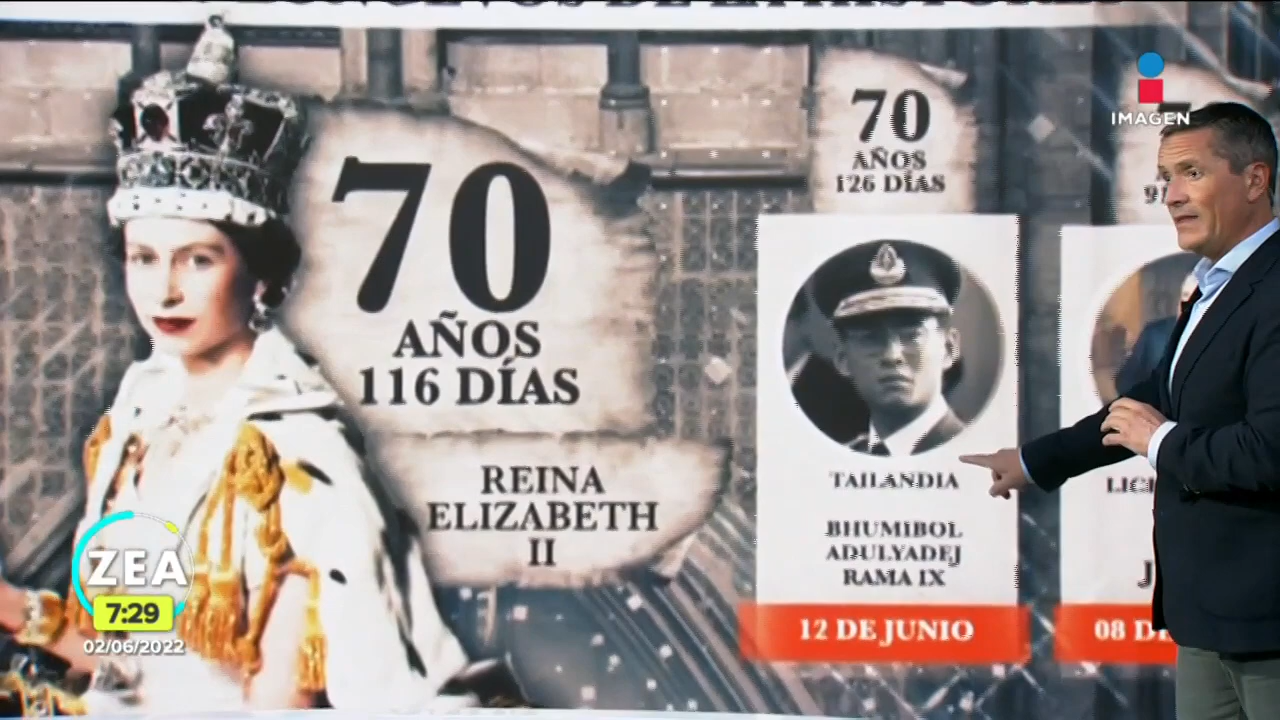 70
AÑOS
116 DÍAS
REINA
ELIZABETH
II
70
AÑOS
126 DÍAS
TAILANDIA
BHUMIBOL
ADULYADEJ
RAMA IX
12 DE JUNIO
08
IMAGEN
ZEA
7:29
02/06/2022